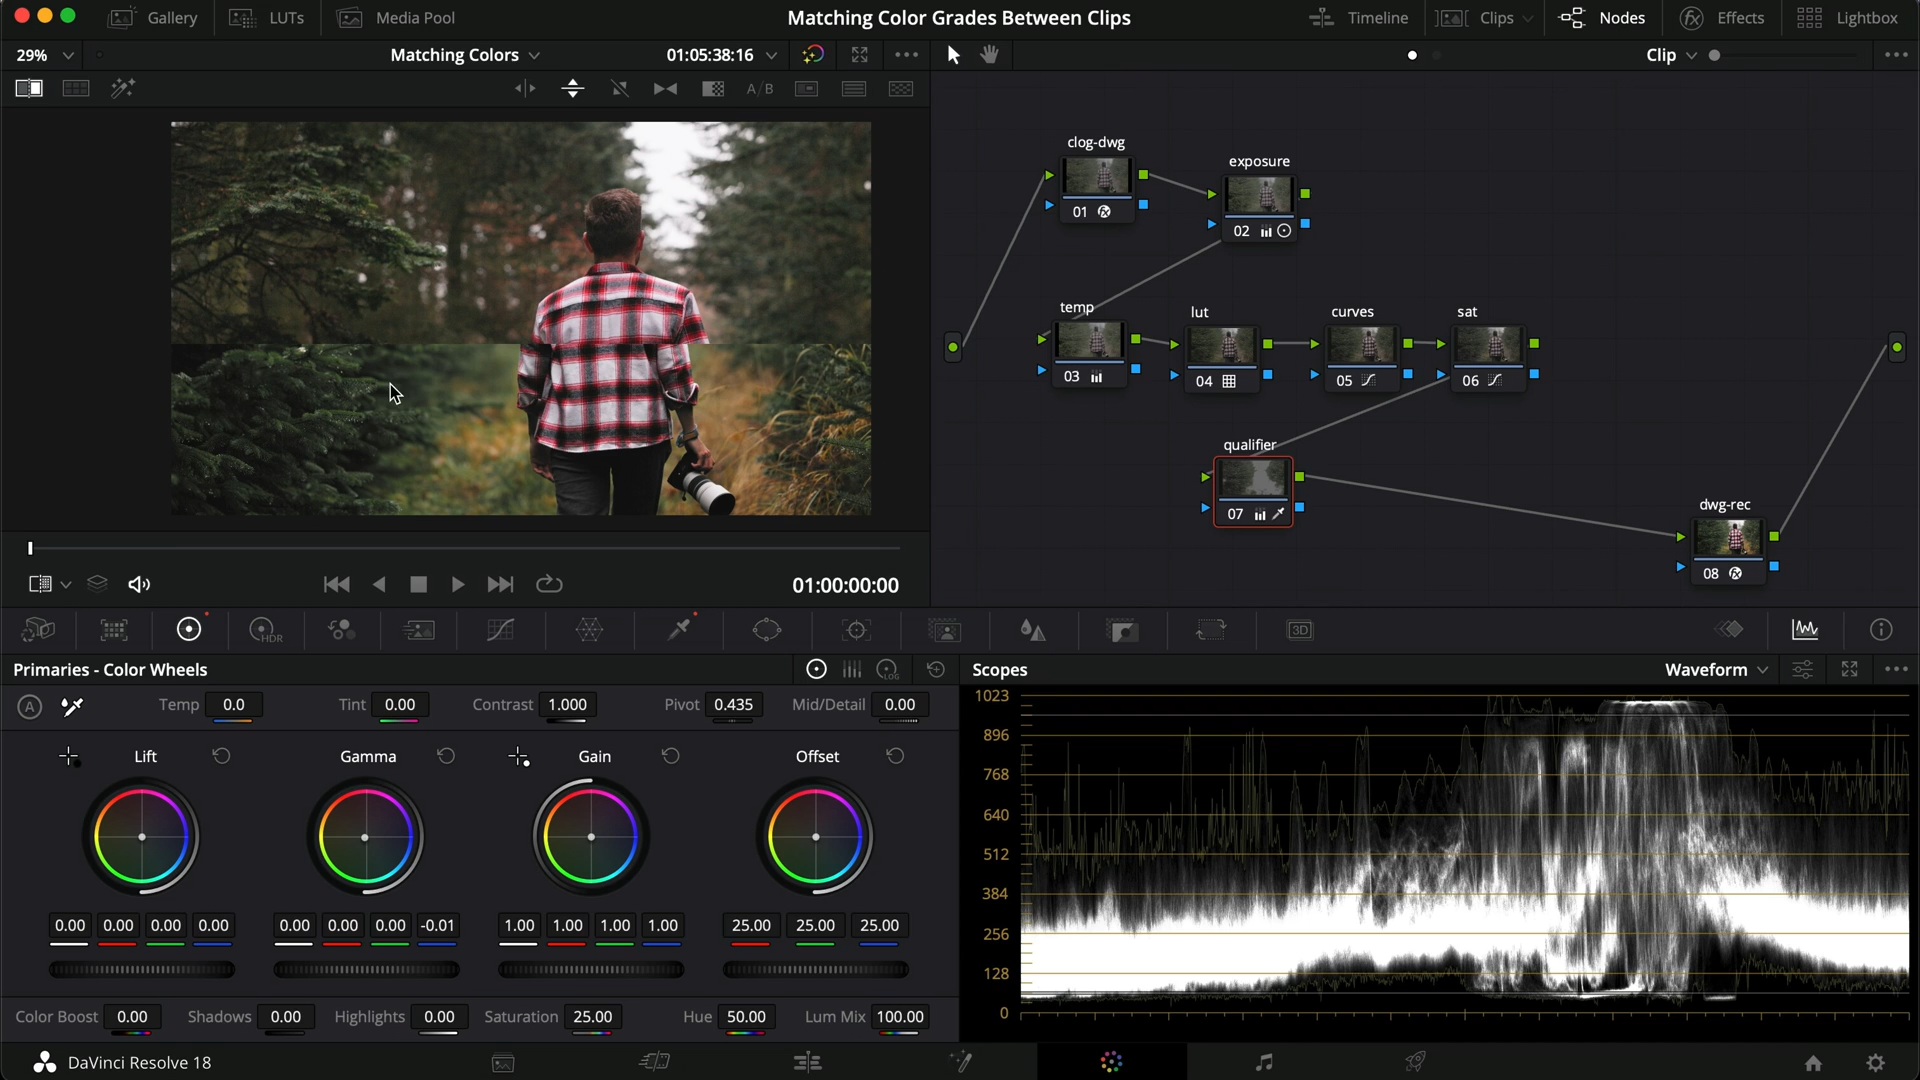 Gallery LUTs Media Pool Matching Color Grades Between Clips Timeline Clips Nodes Effects Lightbox
29% Matching Colors 01:05:38:16 Clip
A/B
clog-dwg
01
exposure
02
temp
03
lut
04
curves
05
sat
06
qualifier
07
dwg-rec
08
01:00:00:00
HDR 3D
Primaries - Color Wheels LOG
A Temp 0.0 Tint 0.00 Contrast 1.000 Pivot 0.435 Mid/Detail 0.00
Lift Gamma Gain Offset
0.00 0.00 0.00 0.00 0.00 0.00 0.00 -0.01 1.00 1.00 1.00 1.00 25.00 25.00 25.00
Color Boost 0.00 Shadows 0.00 Highlights 0.00 Saturation 25.00 Hue 50.00 Lum Mix 100.00
Scopes Waveform
1023
896
768
640
512
384
256
128
0
DaVinci Resolve 18